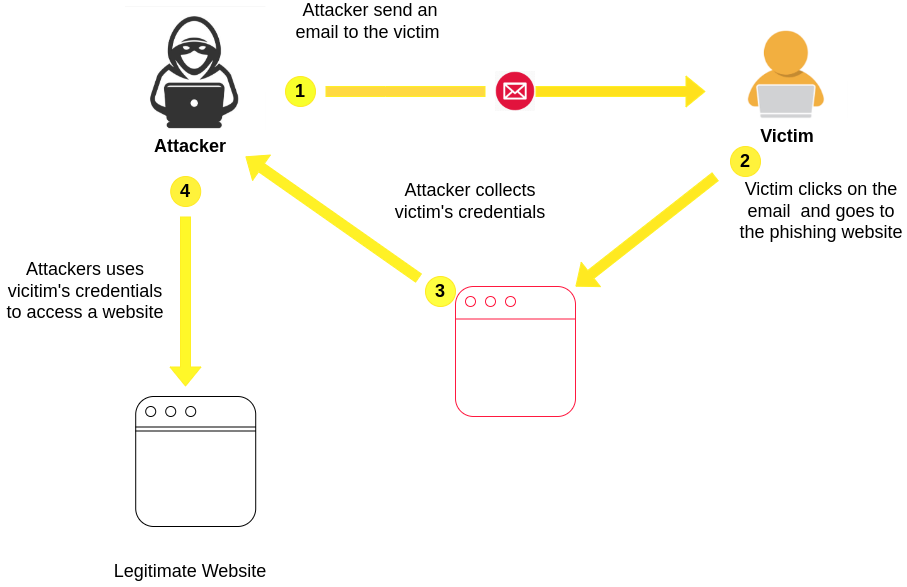 Attacker send an
email to the victim
1
Attacker
Victim
2
4
Attacker collects
victim's credentials
Victim clicks on the
email  and goes to
the phishing website
Attackers uses
vicitim's credentials
to access a website
3
Legitimate Website